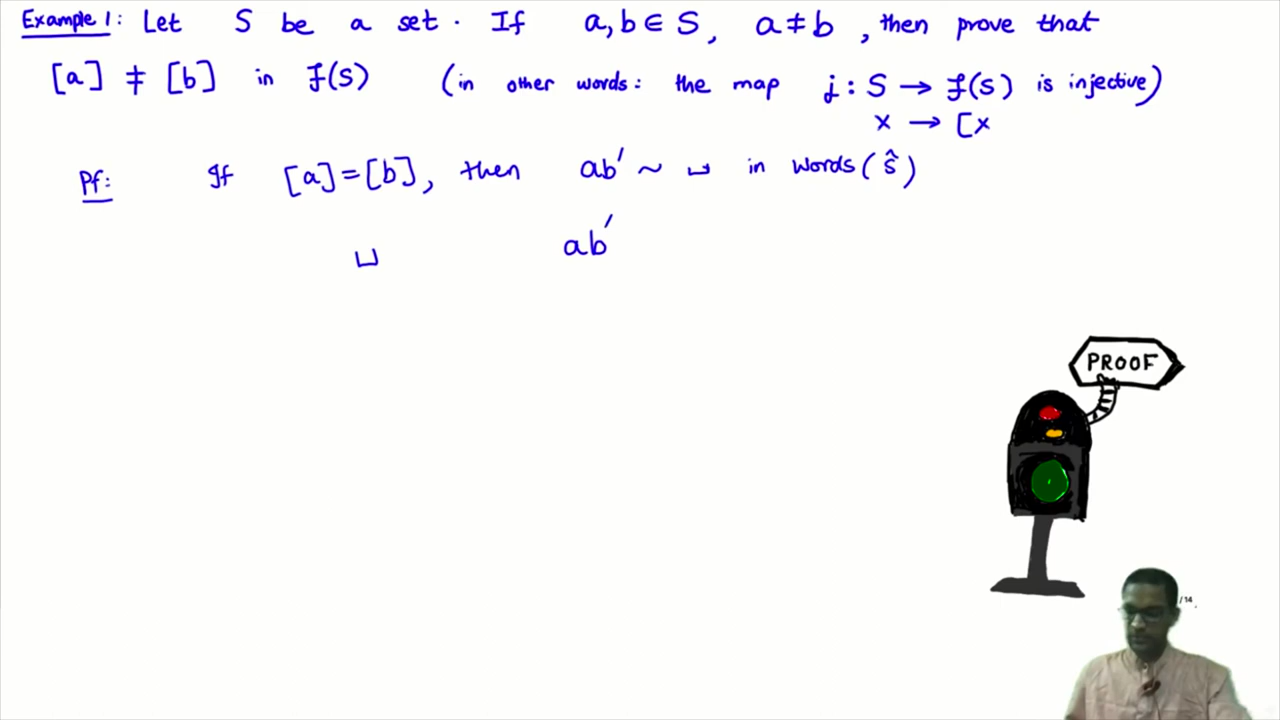 Example 1: Let S be a set. If a, b ∈ S, a ≠ b, then prove that
[a] ≠ [b] in F(S) (in other words: the map j : S → F(S) is injective)
x → [x
Pf: If [a]=[b], then ab' ~ ⊔ in words(Ŝ)
⊔ ab'
PROOF
/14